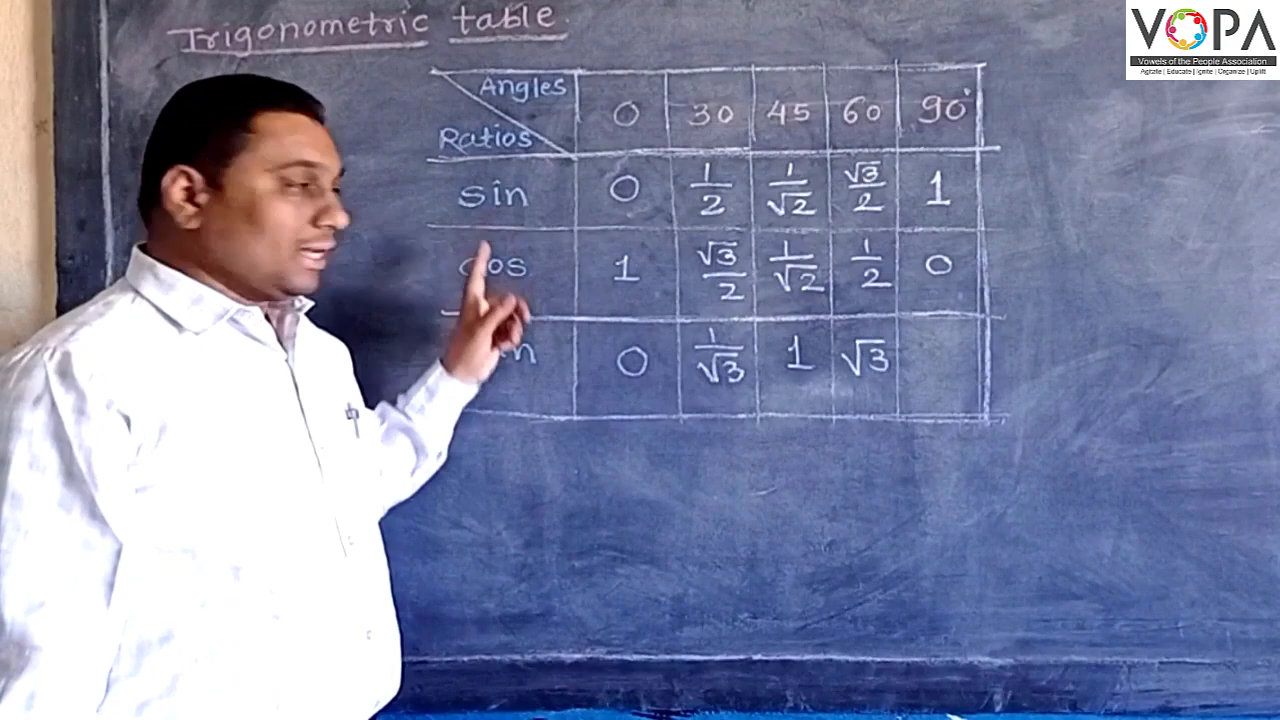 Trigonometric table
VOPA
Vowels of the People Association
Agitate | Educate | Ignite | Organize | Uplift
Angles
Ratios
0 30 45 60 90°
sin 0 1/2 1/√2 √3/2 1
cos 1 √3/2 1/√2 1/2 0
0 1/√3 1 √3